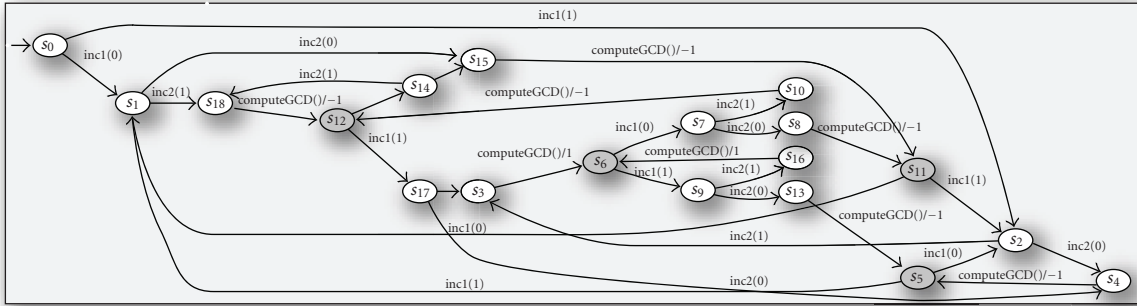 inc1(1)
s0
inc1(0)
inc2(0)
s15
computeGCD()/−1
inc2(1)
s14
s1
inc2(1)
s18
computeGCD()/−1
s12
computeGCD()/−1
s10
inc2(1)
s7
inc1(0)
inc2(0)
s8
computeGCD()/−1
inc1(1)
computeGCD()/1
s6
computeGCD()/1
s16
inc2(1)
s11
inc1(1)
inc1(1)
s17
s3
s9
inc2(0)
s13
computeGCD()/−1
inc1(0)
inc2(1)
s2
inc2(0)
inc1(0)
s5
computeGCD()/−1
s4
inc1(1)
inc2(0)